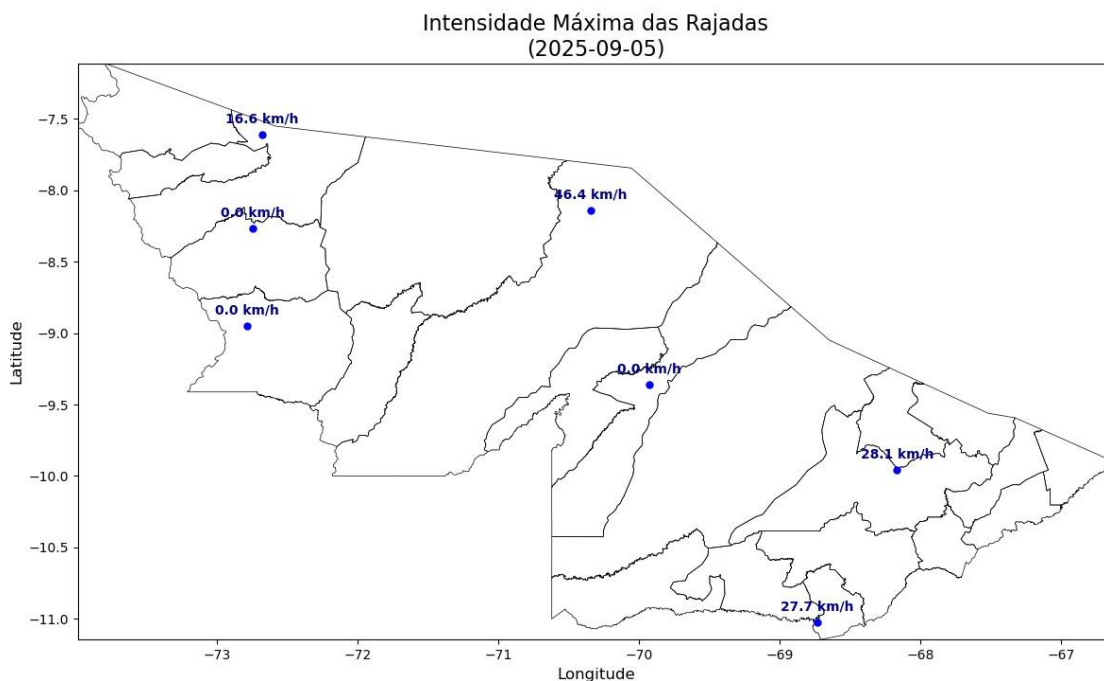 Intensidade Máxima das Rajadas
(2025-09-05)
16.6 km/h
46.4 km/h
0.0 km/h
0.0 km/h
0.0 km/h
28.1 km/h
27.7 km/h
Latitude
−7.5
−8.0
−8.5
−9.0
−9.5
−10.0
−10.5
−11.0
−73
−72
−71
−70
−69
−68
−67
Longitude